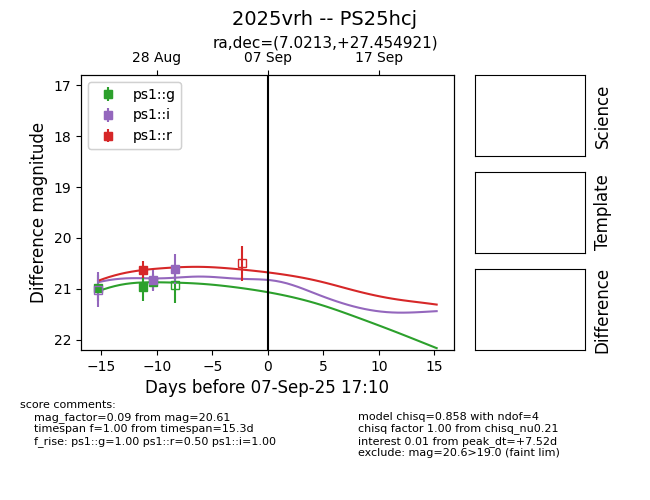 2025vrh -- PS25hcj
ra,dec=(7.0213,+27.454921)
28 Aug
07 Sep
17 Sep
ps1::g
ps1::i
ps1::r
17
18
19
20
21
22
Difference magnitude
−15
−10
−5
0
5
10
15
Days before 07-Sep-25 17:10
Science
Template
Difference
score comments:
mag_factor=0.09 from mag=20.61
timespan f=1.00 from timespan=15.3d
f_rise: ps1::g=1.00 ps1::r=0.50 ps1::i=1.00
model chisq=0.858 with ndof=4
chisq factor 1.00 from chisq_nu0.21
interest 0.01 from peak_dt=+7.52d
exclude: mag=20.6>19.0 (faint lim)